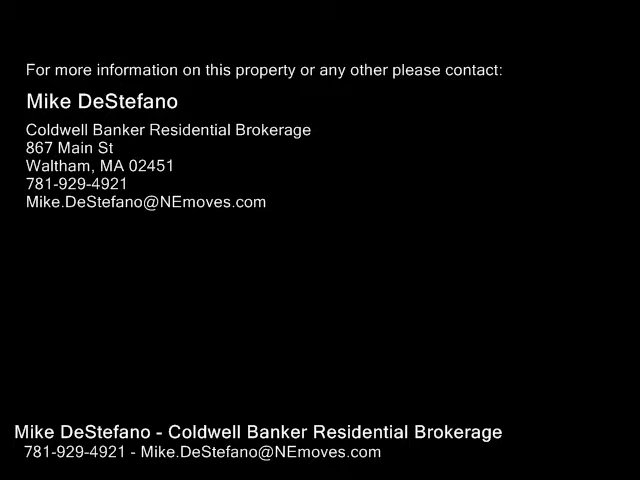 For more information on this property or any other please contact:
Mike DeStefano
Coldwell Banker Residential Brokerage
867 Main St
Waltham, MA 02451
781-929-4921
Mike.DeStefano@NEmoves.com
Mike DeStefano - Coldwell Banker Residential Brokerage
781-929-4921 - Mike.DeStefano@NEmoves.com